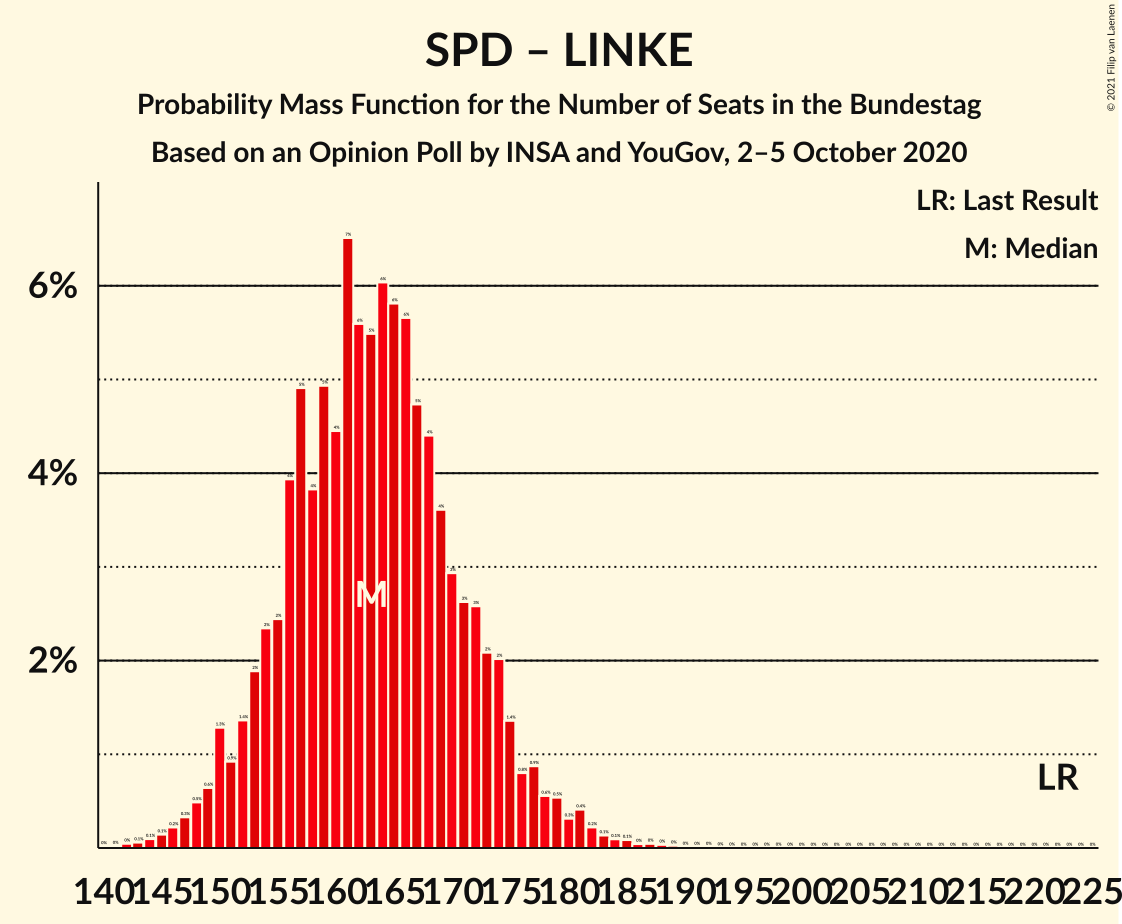 SPD – LINKE
Probability Mass Function for the Number of Seats in the Bundestag
Based on an Opinion Poll by INSA and YouGov, 2–5 October 2020
© 2021 Filip van Laenen
LR: Last Result
M: Median
6%
4%
2%
M
LR
140 145 150 155 160 165 170 175 180 185 190 195 200 205 210 215 220 225